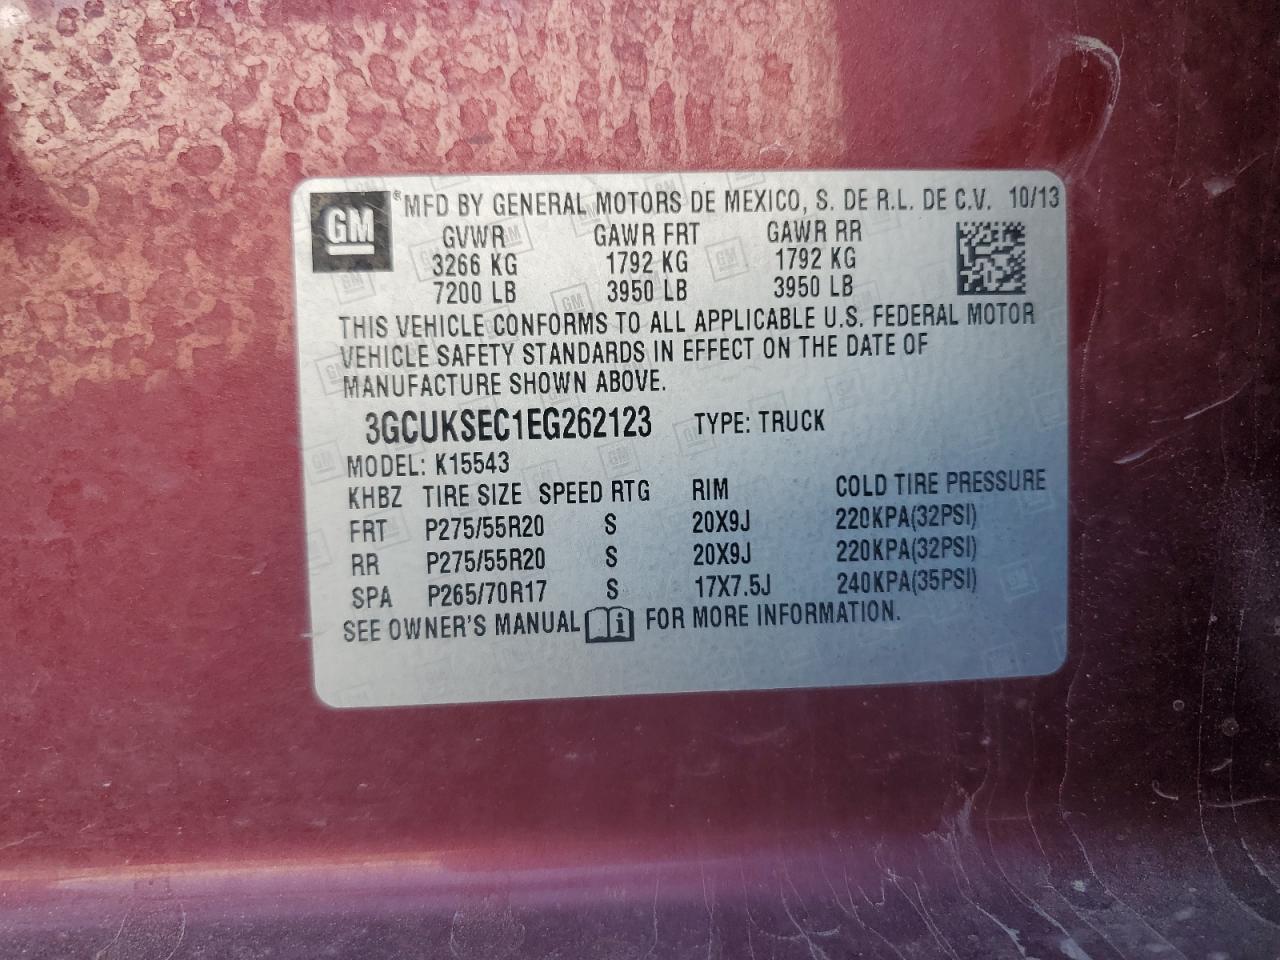 GM ® MFD BY GENERAL MOTORS DE MEXICO, S. DE R.L. DE C.V. 10/13
GVWR GAWR FRT GAWR RR
3266 KG 1792 KG 1792 KG
7200 LB 3950 LB 3950 LB
THIS VEHICLE CONFORMS TO ALL APPLICABLE U.S. FEDERAL MOTOR
VEHICLE SAFETY STANDARDS IN EFFECT ON THE DATE OF
MANUFACTURE SHOWN ABOVE.
3GCUKSEC1EG262123 TYPE: TRUCK
MODEL: K15543
KHBZ TIRE SIZE SPEED RTG RIM COLD TIRE PRESSURE
FRT P275/55R20 S 20X9J 220KPA(32PSI)
RR P275/55R20 S 20X9J 220KPA(32PSI)
SPA P265/70R17 S 17X7.5J 240KPA(35PSI)
SEE OWNER'S MANUAL i FOR MORE INFORMATION.